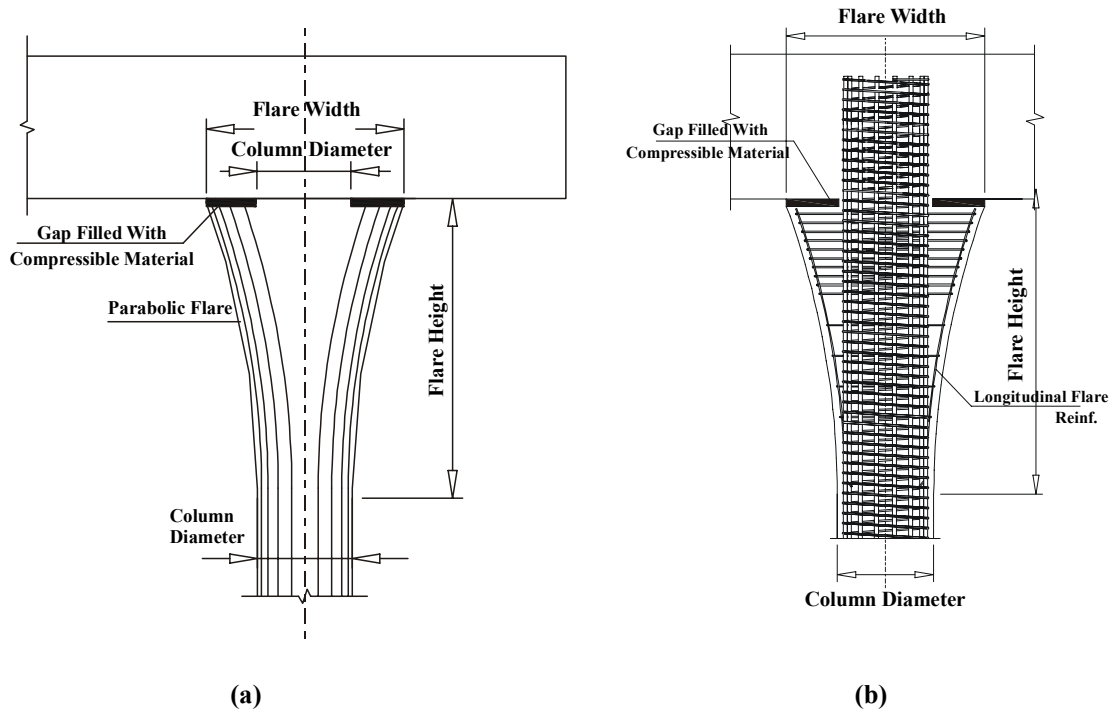 Flare Width
Column Diameter
Gap Filled With
Compressible Material
Parabolic Flare
Flare Height
Column
Diameter
(a)
Flare Width
Gap Filled With
Compressible Material
Flare Height
Longitudinal Flare
Reinf.
Column Diameter
(b)